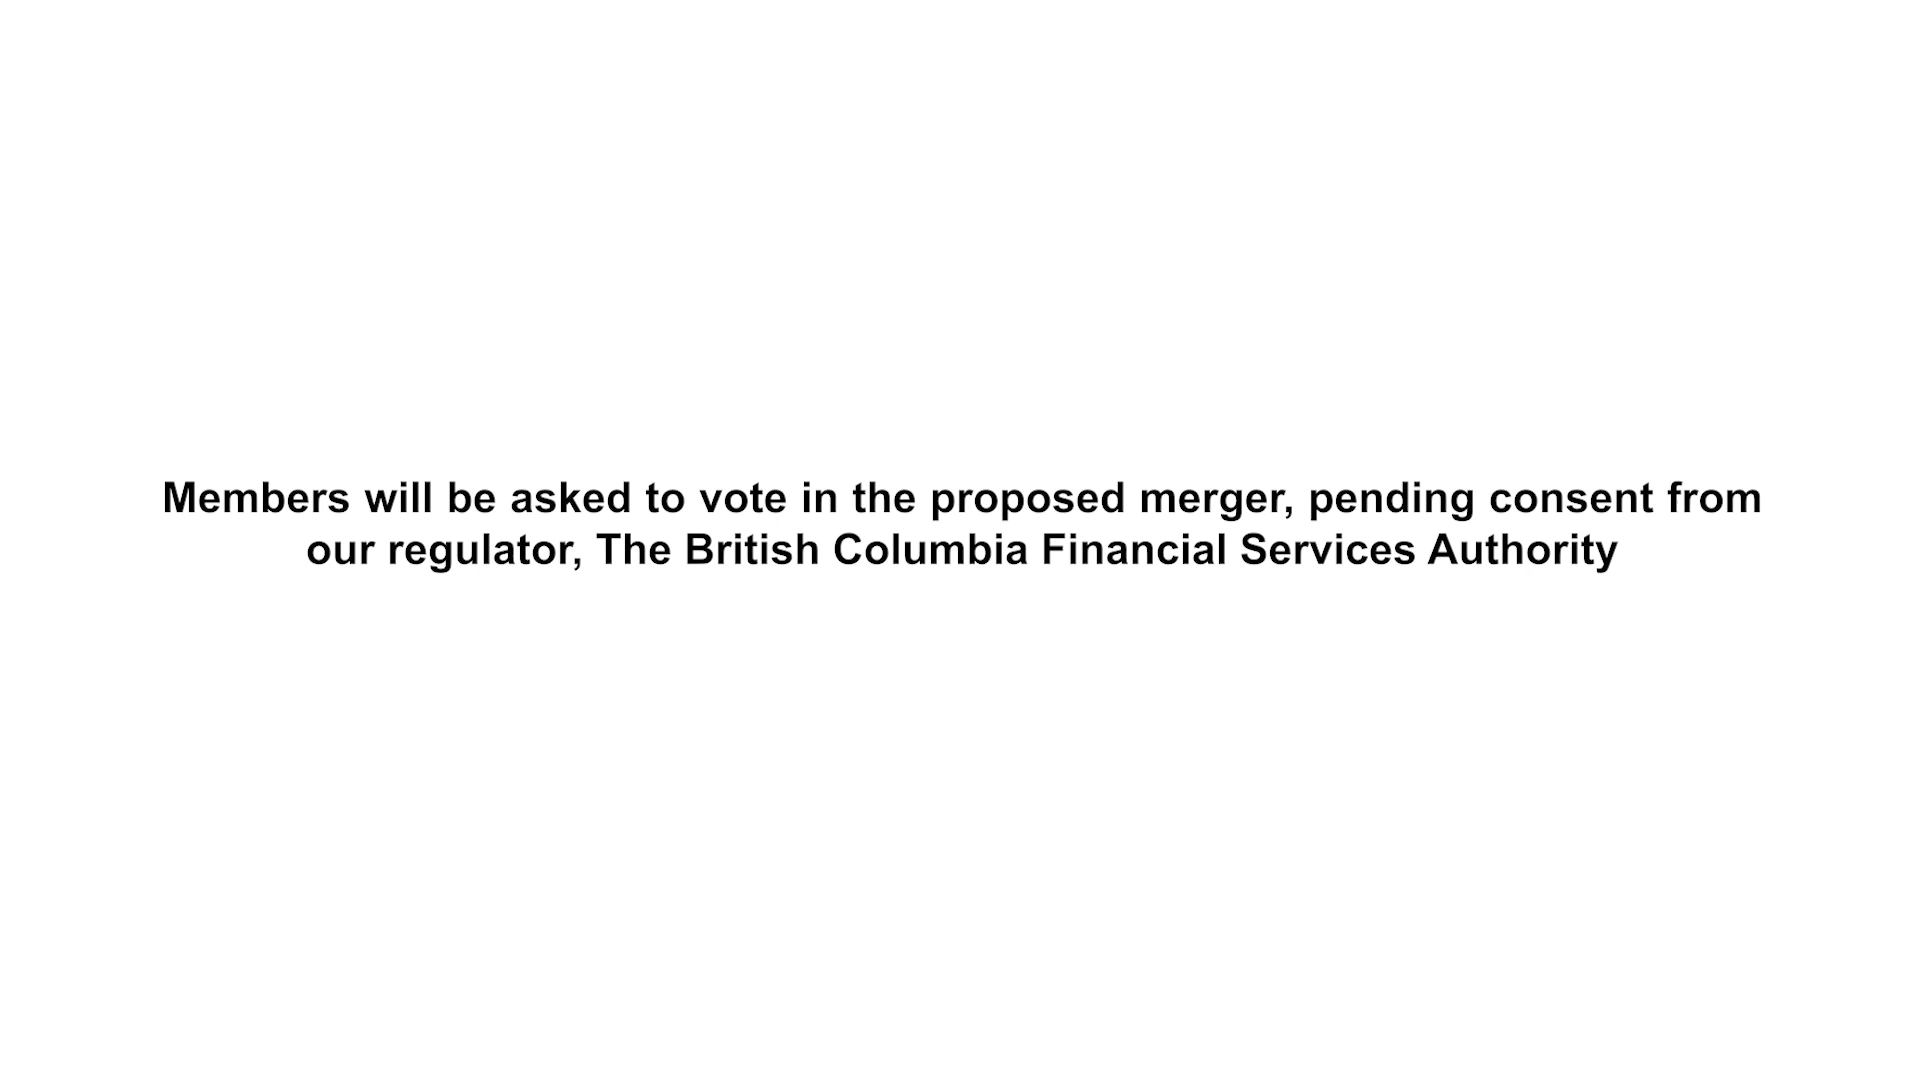 Members will be asked to vote in the proposed merger, pending consent from
our regulator, The British Columbia Financial Services Authority